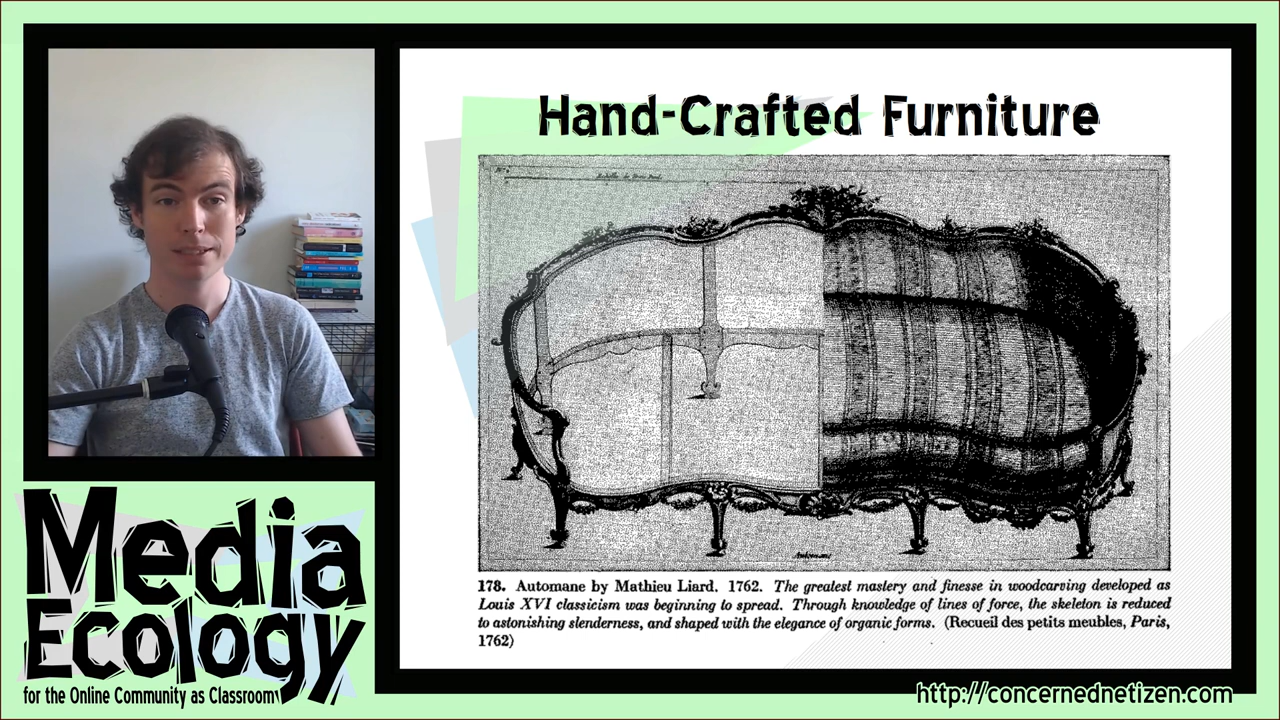 Hand-Crafted Furniture
178. Automane by Mathieu Liard. 1762. The greatest mastery and finesse in woodcarving developed as
Louis XVI classicism was beginning to spread. Through knowledge of lines of force, the skeleton is reduced
to astonishing slenderness, and shaped with the elegance of organic forms. (Recueil des petits meubles, Paris,
1762)
Media
Ecology
for the Online Community as Classroom
http://concernednetizen.com